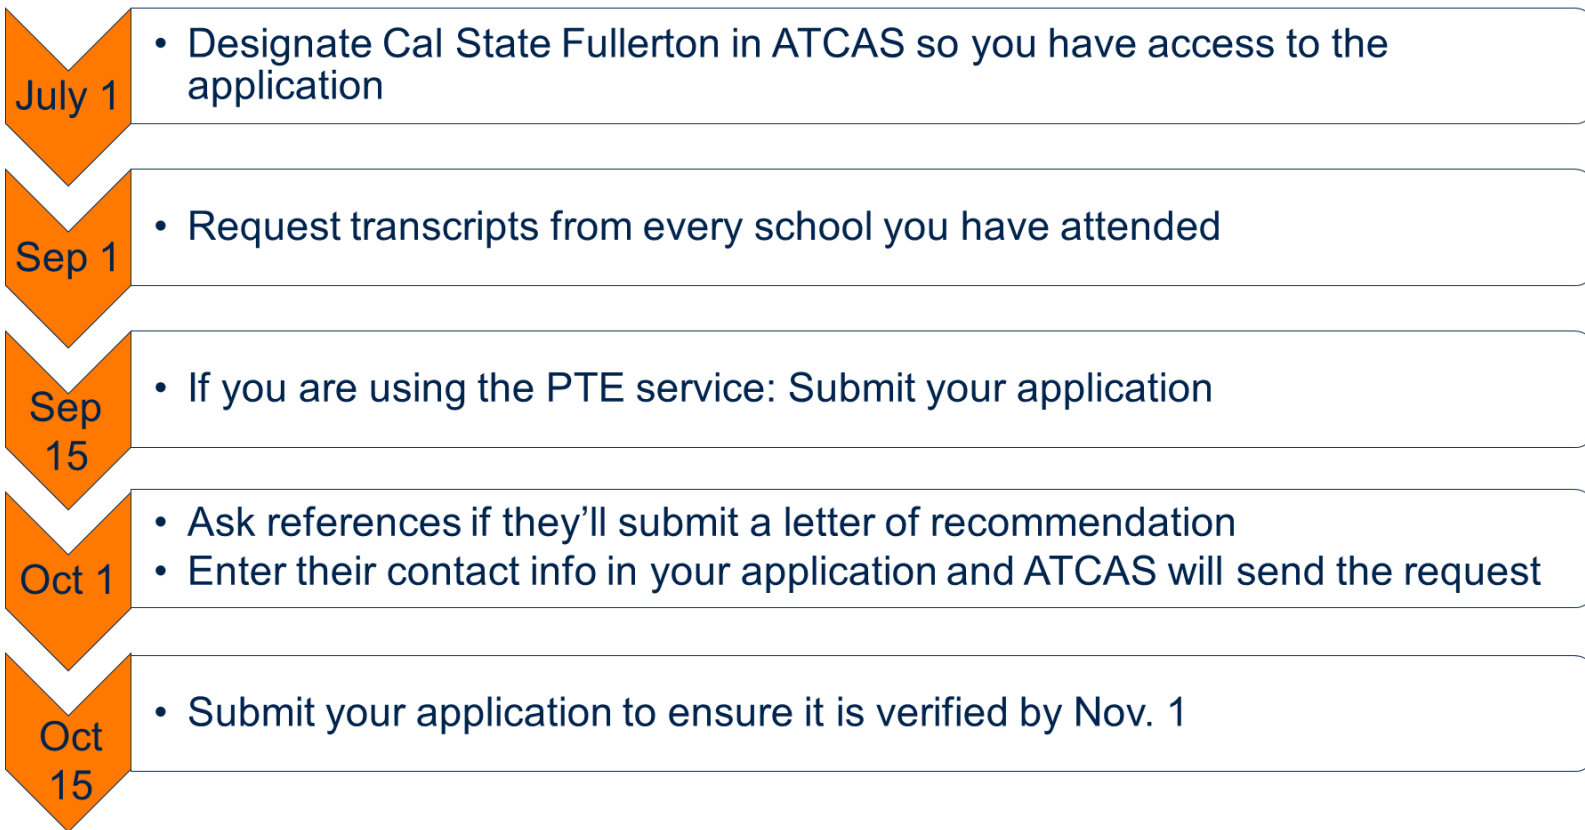 July 1
• Designate Cal State Fullerton in ATCAS so you have access to the
application
Sep 1
• Request transcripts from every school you have attended
Sep
15
• If you are using the PTE service: Submit your application
Oct 1
• Ask references if they’ll submit a letter of recommendation
• Enter their contact info in your application and ATCAS will send the request
Oct
15
• Submit your application to ensure it is verified by Nov. 1